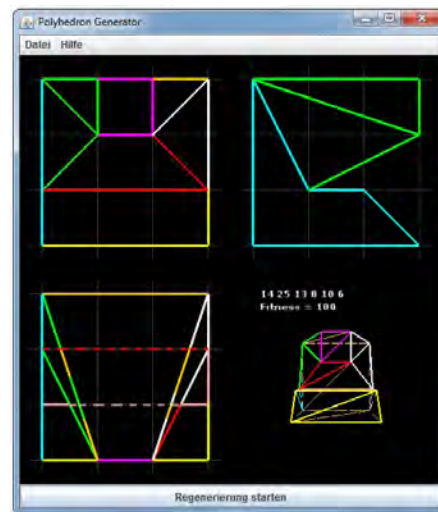 Polyhedron Generator
Datei Hilfe
14 25 13 8 10 6
Fitness = 100
Regenerierung starten